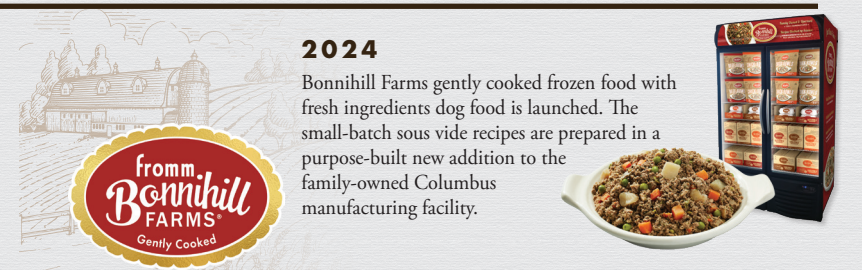 2024
Bonnihill Farms gently cooked frozen food with
fresh ingredients dog food is launched. The
small-batch sous vide recipes are prepared in a
purpose-built new addition to the
family-owned Columbus
manufacturing facility.
fromm
Bonnihill
FARMS®
Gently Cooked